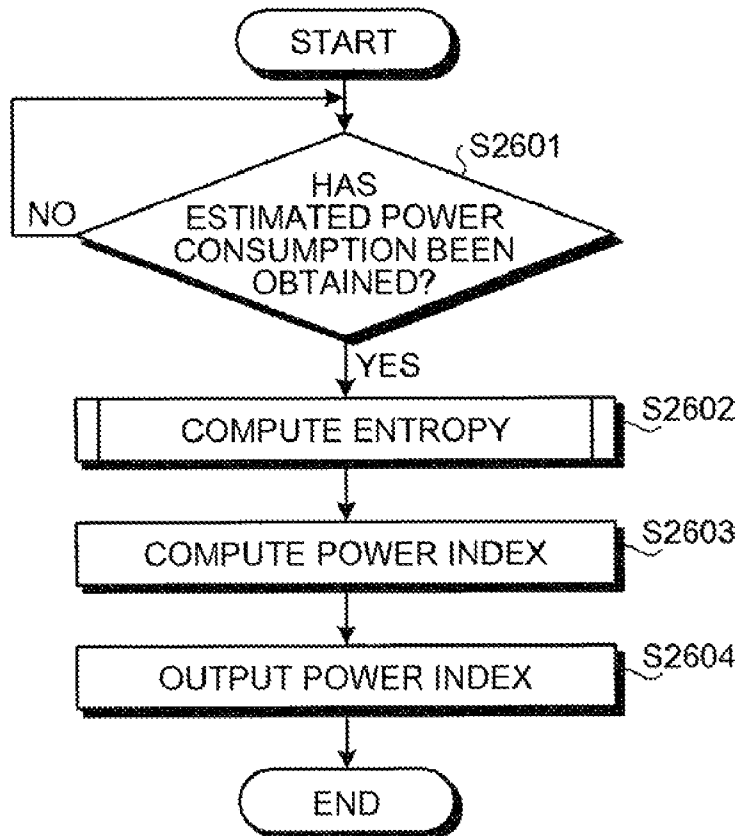 START
S2601
HAS
ESTIMATED POWER
CONSUMPTION BEEN
OBTAINED?
NO
YES
COMPUTE ENTROPY
S2602
COMPUTE POWER INDEX
S2603
OUTPUT POWER INDEX
S2604
END